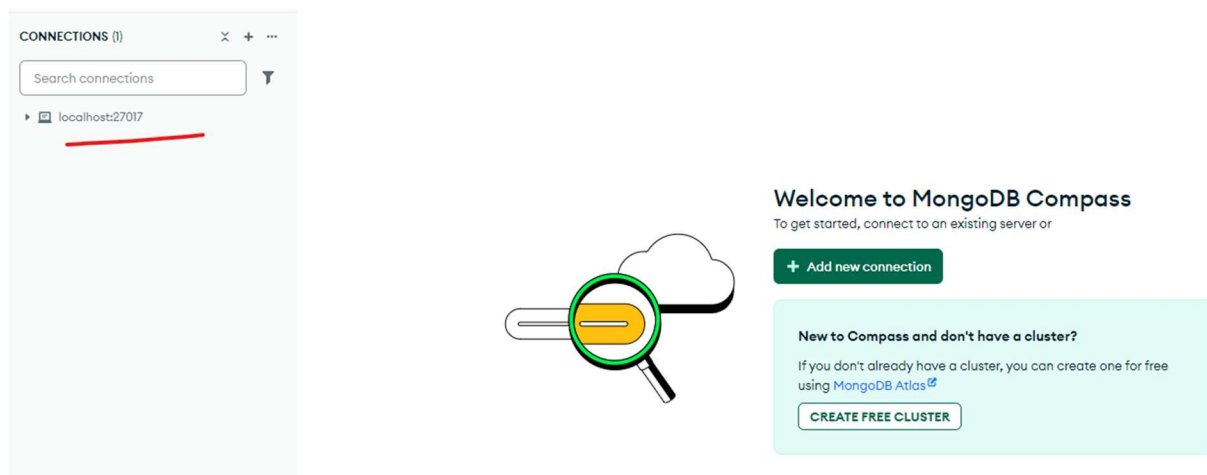 CONNECTIONS (1)
Search connections
localhost:27017
Welcome to MongoDB Compass
To get started, connect to an existing server or
+ Add new connection
New to Compass and don't have a cluster?
If you don't already have a cluster, you can create one for free
using MongoDB Atlas
CREATE FREE CLUSTER